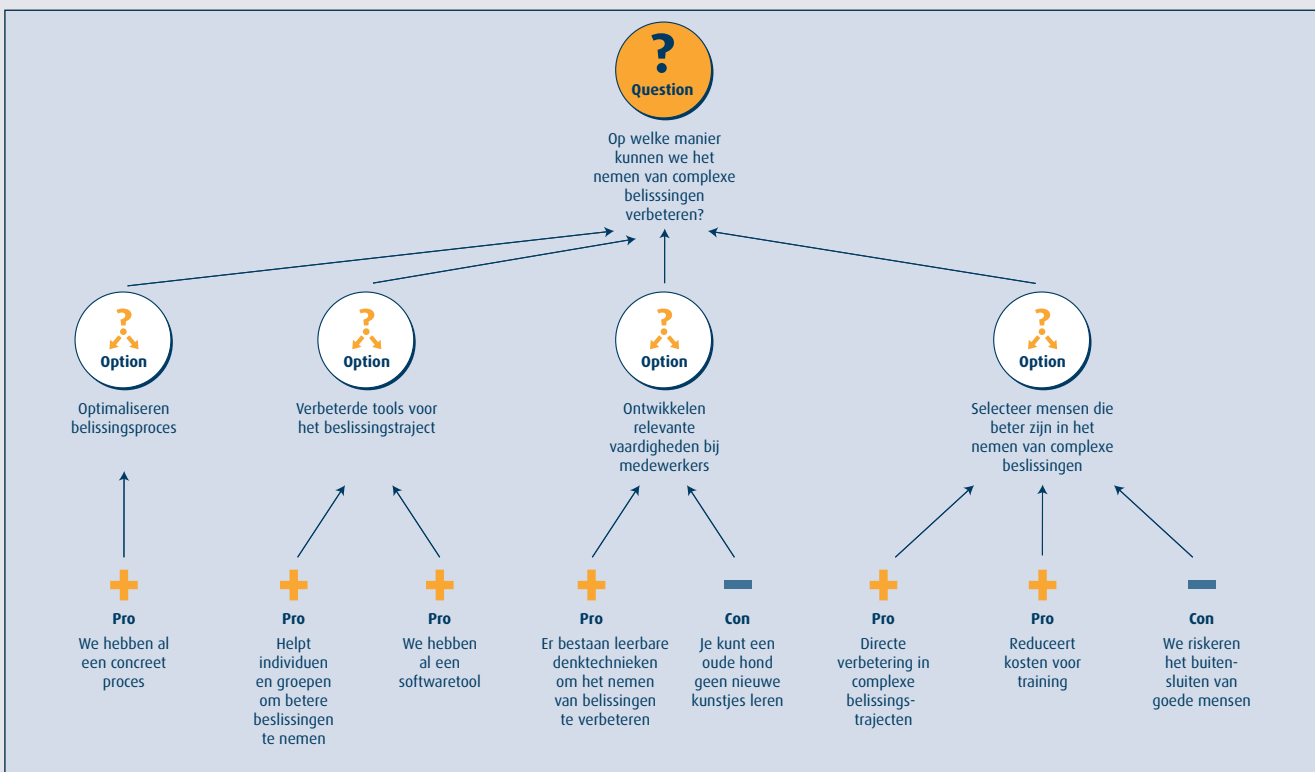 ?
Question
Op welke manier
kunnen we het
nemen van complexe
belisssingen
verbeteren?
?
Option
Optimaliseren
belissingsproces
?
Option
Verbeterde tools voor
het beslissingstraject
?
Option
Ontwikkelen
relevante
vaardigheden bij
medewerkers
?
Option
Selecteer mensen die
beter zijn in het
nemen van complexe
beslissingen
Pro
We hebben al
een concreet
proces
Pro
Helpt
individuen
en groepen
om betere
beslissingen
te nemen
Pro
We hebben
al een
softwaretool
Pro
Er bestaan leerbare
denktechnieken
om het nemen
van belissingen
te verbeteren
Con
Je kunt een
oude hond
geen nieuwe
kunstjes leren
Pro
Directe
verbetering in
complexe
belissings-
trajecten
Pro
Reduceert
kosten voor
training
Con
We riskeren
het buiten-
sluiten van
goede mensen